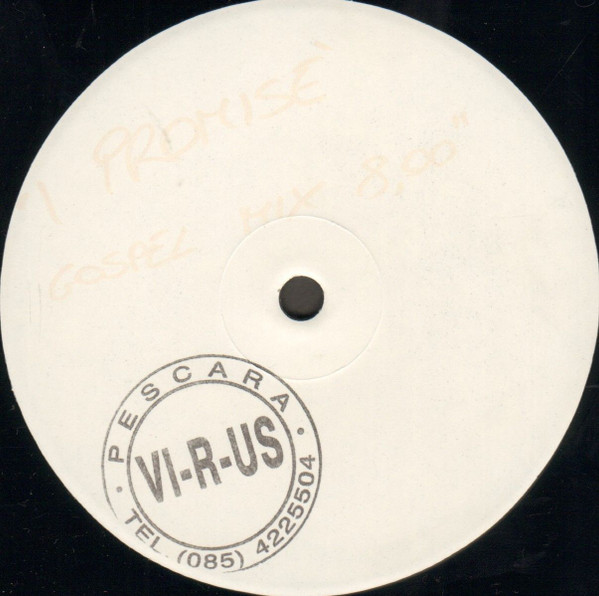 I PROMISE
GOSPEL MIX 8,00"
PESCARA
VI-R-US
TEL. (085) 4225504